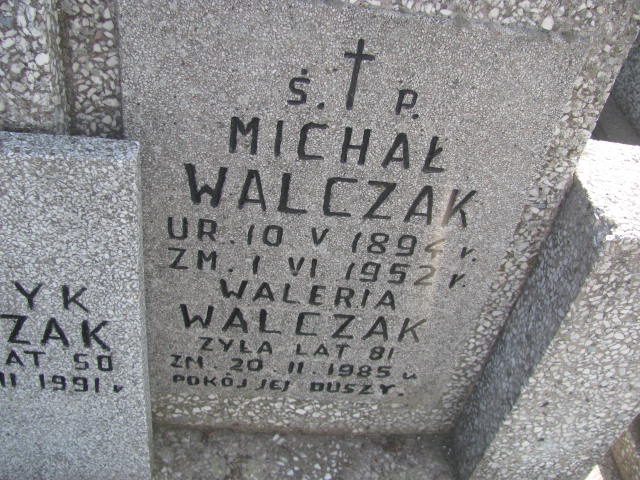 Ś. P.
MICHAŁ
WALCZAK
UR. 10 V 1894 r.
ZM. 1 VI 1952 r.
WALERIA
WALCZAK
ŻYŁA LAT 81
ZM. 20.11.1985 r.
POKÓJ JEJ DUSZY.
YK
ZAK
AT 50
II 1991 r